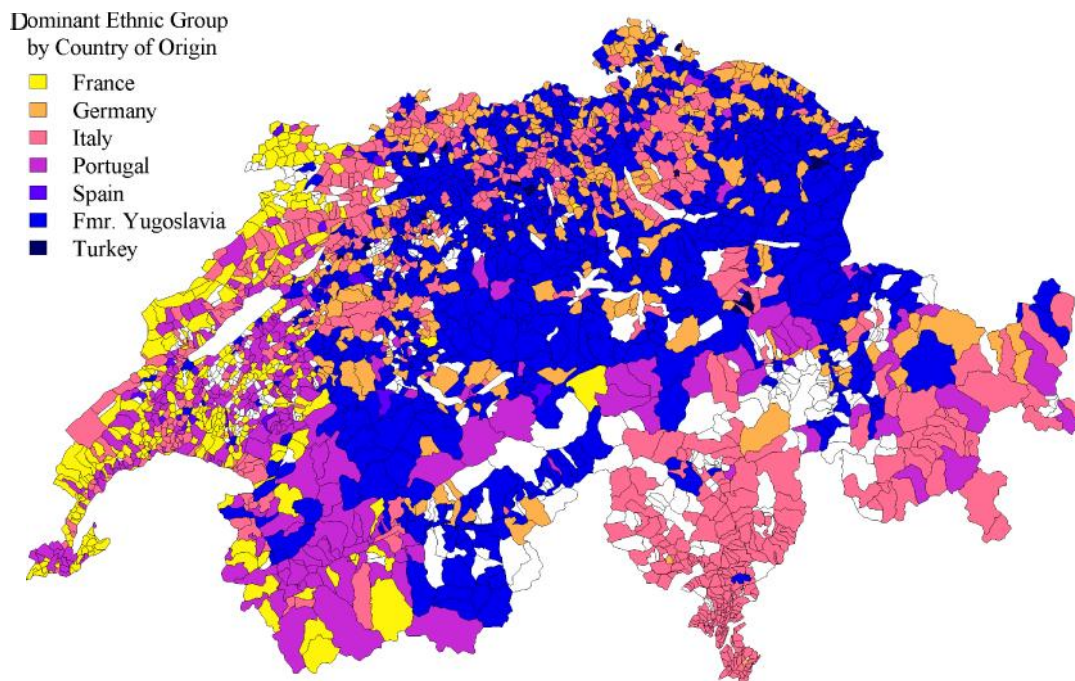 Dominant Ethnic Group
by Country of Origin
France
Germany
Italy
Portugal
Spain
Fmr. Yugoslavia
Turkey